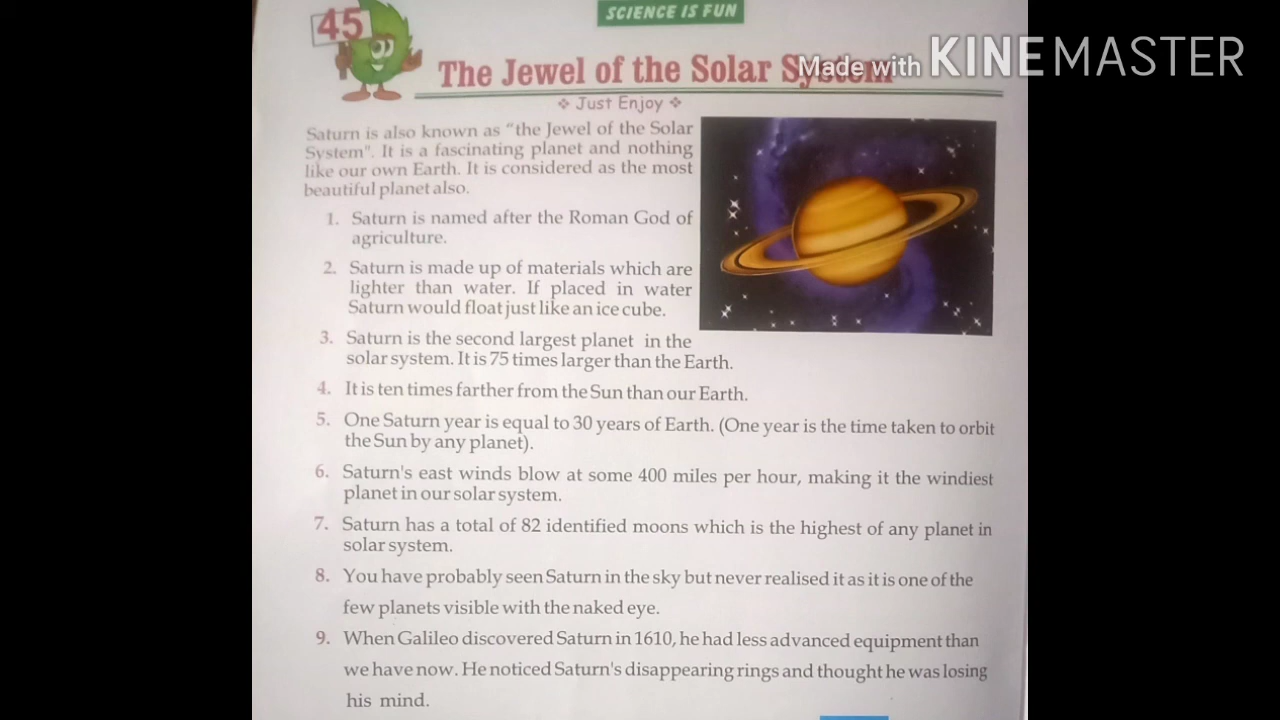 45
SCIENCE IS FUN
Made with KINEMASTER
The Jewel of the Solar System
❖ Just Enjoy ❖
Saturn is also known as "the Jewel of the Solar
System". It is a fascinating planet and nothing
like our own Earth. It is considered as the most
beautiful planet also.
1. Saturn is named after the Roman God of
agriculture.
2. Saturn is made up of materials which are
lighter than water. If placed in water
Saturn would float just like an ice cube.
3. Saturn is the second largest planet in the
solar system. It is 75 times larger than the Earth.
4. It is ten times farther from the Sun than our Earth.
5. One Saturn year is equal to 30 years of Earth. (One year is the time taken to orbit
the Sun by any planet).
6. Saturn's east winds blow at some 400 miles per hour, making it the windiest
planet in our solar system.
7. Saturn has a total of 82 identified moons which is the highest of any planet in
solar system.
8. You have probably seen Saturn in the sky but never realised it as it is one of the
few planets visible with the naked eye.
9. When Galileo discovered Saturn in 1610, he had less advanced equipment than
we have now. He noticed Saturn's disappearing rings and thought he was losing
his mind.